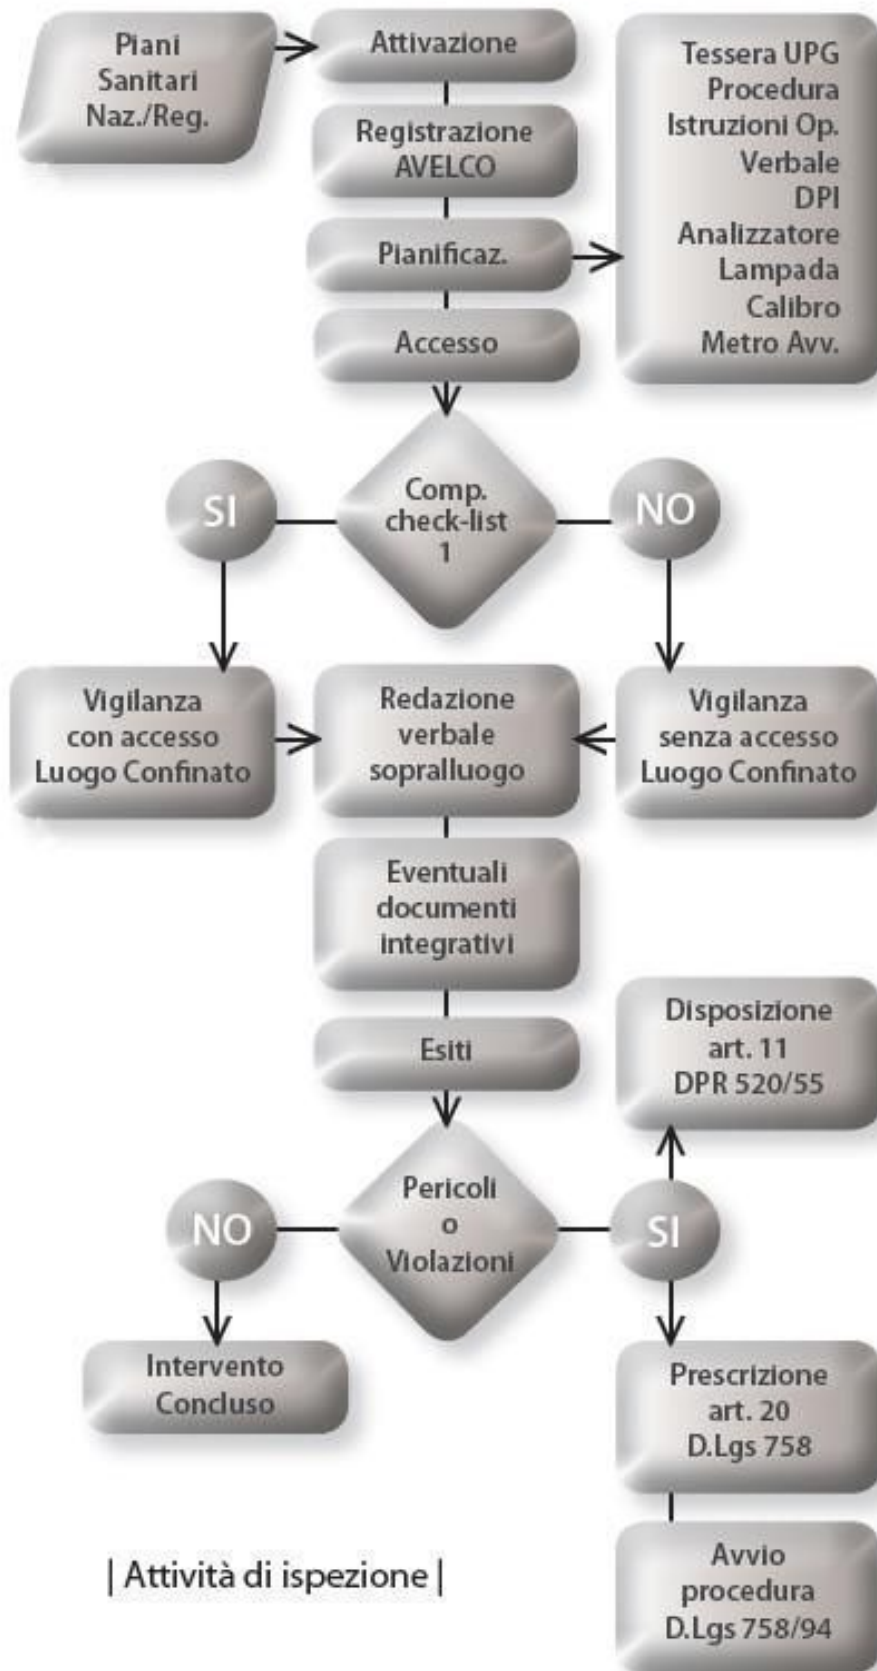 Piani
Sanitari
Naz./Reg.
Attivazione
Registrazione
AVELCO
Pianificaz.
Accesso
Tessera UPG
Procedura
Istruzioni Op.
Verbale
DPI
Analizzatore
Lampada
Calibro
Metro Avv.
SI
Comp.
check-list
1
NO
Vigilanza
con accesso
Luogo Confinato
Redazione
verbale
sopralluogo
Vigilanza
senza accesso
Luogo Confinato
Eventuali
documenti
integrativi
Esiti
Disposizione
art. 11
DPR 520/55
NO
Pericoli
o
Violazioni
SI
Intervento
Concluso
Prescrizione
art. 20
D.Lgs 758
Avvio
procedura
D.Lgs 758/94
| Attività di ispezione |